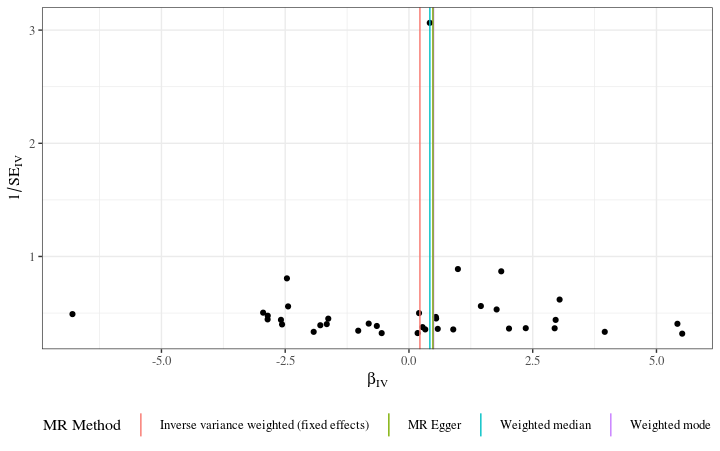 3
2
1
1/SE_IV
-5.0 -2.5 0.0 2.5 5.0
β_IV
MR Method Inverse variance weighted (fixed effects) MR Egger Weighted median Weighted mode